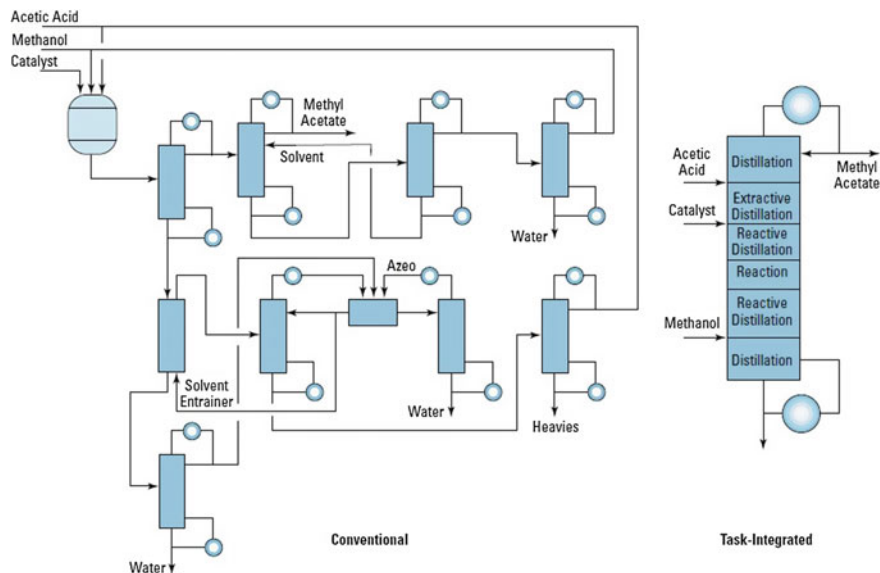 Acetic Acid
Methanol
Catalyst
Methyl
Acetate
Solvent
Water
Azeo
Solvent
Entrainer
Water
Heavies
Water
Conventional
Acetic
Acid
Catalyst
Methanol
Distillation
Extractive
Distillation
Reactive
Distillation
Reaction
Reactive
Distillation
Distillation
Methyl
Acetate
Task-Integrated